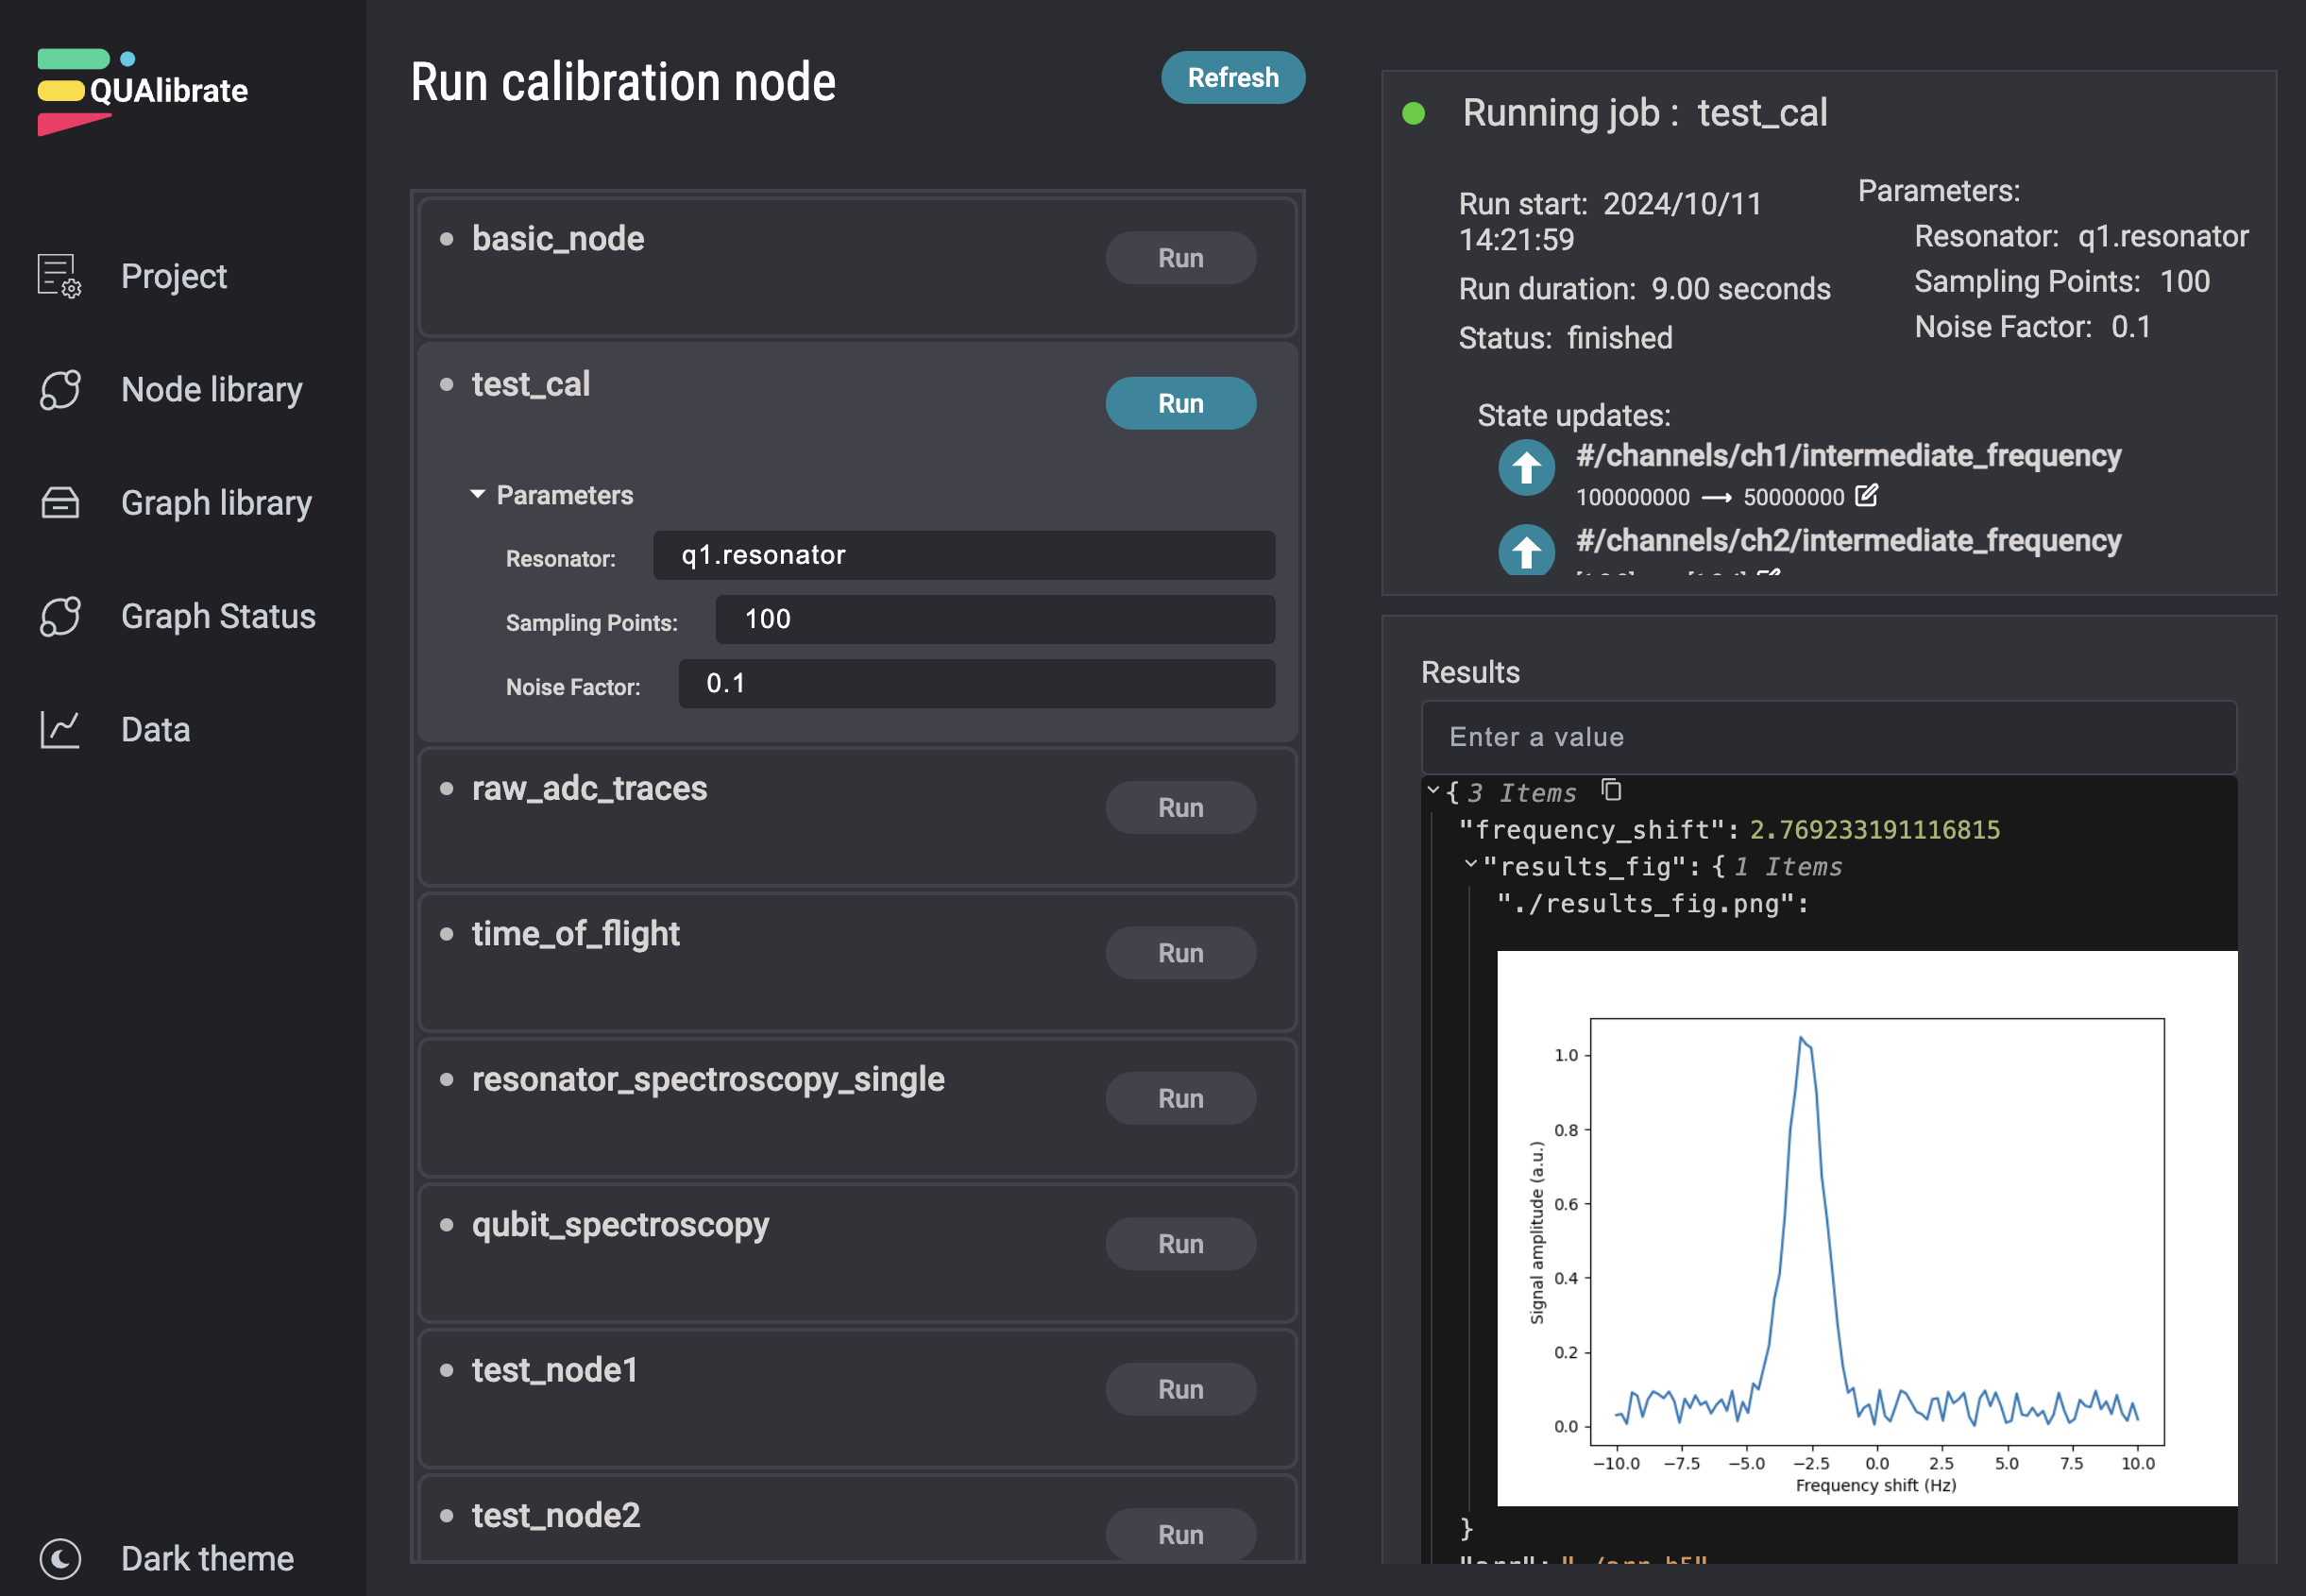 QUAlibrate
Project
Node library
Graph library
Graph Status
Data
Dark theme
Run calibration node
Refresh
basic_node
Run
test_cal
Run
Parameters
Resonator: q1.resonator
Sampling Points: 100
Noise Factor: 0.1
raw_adc_traces
Run
time_of_flight
Run
resonator_spectroscopy_single
Run
qubit_spectroscopy
Run
test_node1
Run
test_node2
Run
Running job : test_cal
Run start: 2024/10/11
14:21:59
Run duration: 9.00 seconds
Status: finished
Parameters:
Resonator: q1.resonator
Sampling Points: 100
Noise Factor: 0.1
State updates:
#/channels/ch1/intermediate_frequency
100000000 → 50000000
#/channels/ch2/intermediate_frequency
Results
Enter a value
{ 3 Items
"frequency_shift": 2.769233191116815
"results_fig": { 1 Items
"./results_fig.png":
1.0
0.8
0.6
0.4
0.2
0.0
Signal amplitude (a.u.)
−10.0 −7.5 −5.0 −2.5 0.0 2.5 5.0 7.5 10.0
Frequency shift (Hz)
}